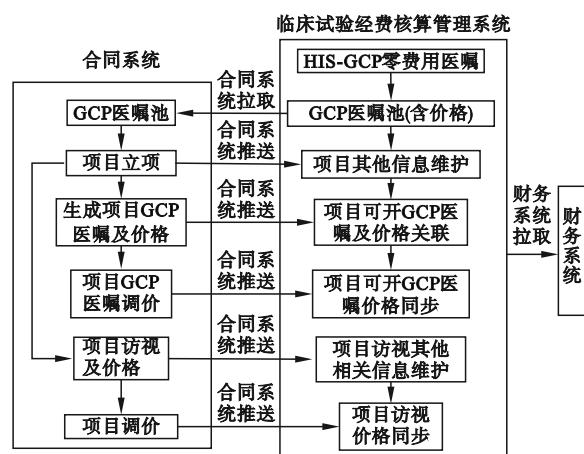 临床试验经费核算管理系统
合同系统
HIS-GCP零费用医嘱
合同系
统拉取
GCP医嘱池
GCP医嘱池(含价格)
合同系
统推送
项目立项
项目其他信息维护
合同系
统推送
生成项目GCP
医嘱及价格
项目可开GCP医
嘱及价格关联
财务
系统
拉取
财务系统
合同系
统推送
项目GCP
医嘱调价
项目可开GCP医
嘱价格同步
合同系
统推送
项目访视
及价格
项目访视其他
相关信息维护
合同系
统推送
项目调价
项目访视
价格同步